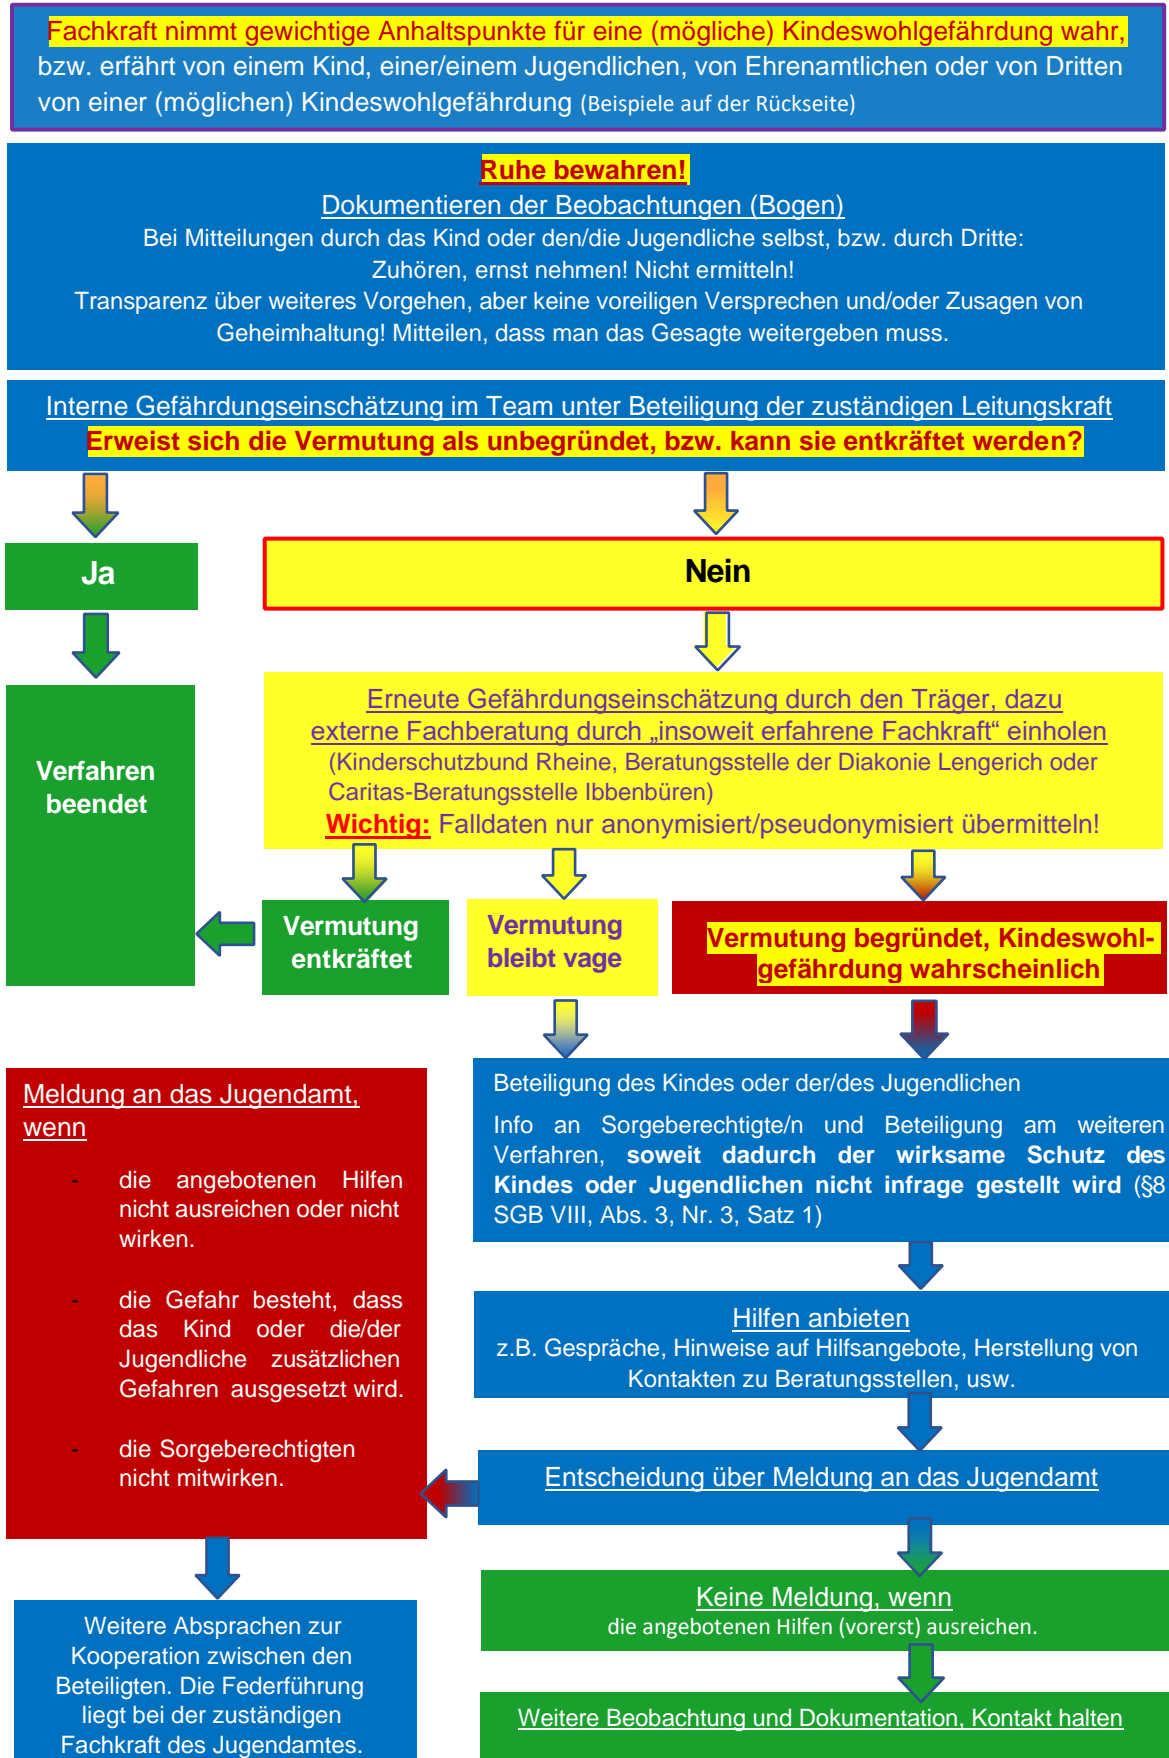 Fachkraft nimmt gewichtige Anhaltspunkte für eine (mögliche) Kindeswohlgefährdung wahr,
bzw. erfährt von einem Kind, einer/einem Jugendlichen, von Ehrenamtlichen oder von Dritten
von einer (möglichen) Kindeswohlgefährdung (Beispiele auf der Rückseite)
Ruhe bewahren!
Dokumentieren der Beobachtungen (Bogen)
Bei Mitteilungen durch das Kind oder den/die Jugendliche selbst, bzw. durch Dritte:
Zuhören, ernst nehmen! Nicht ermitteln!
Transparenz über weiteres Vorgehen, aber keine voreiligen Versprechen und/oder Zusagen von
Geheimhaltung! Mitteilen, dass man das Gesagte weitergeben muss.
Interne Gefährdungseinschätzung im Team unter Beteiligung der zuständigen Leitungskraft
Erweist sich die Vermutung als unbegründet, bzw. kann sie entkräftet werden?
Ja
Nein
Verfahren
beendet
Erneute Gefährdungseinschätzung durch den Träger, dazu
externe Fachberatung durch „insoweit erfahrene Fachkraft“ einholen
(Kinderschutzbund Rheine, Beratungsstelle der Diakonie Lengerich oder
Caritas-Beratungsstelle Ibbenbüren)
Wichtig: Falldaten nur anonymisiert/pseudonymisiert übermitteln!
Vermutung
entkräftet
Vermutung
bleibt vage
Vermutung begründet, Kindeswohl-
gefährdung wahrscheinlich
Beteiligung des Kindes oder der/des Jugendlichen
Info an Sorgeberechtigte/n und Beteiligung am weiteren
Verfahren, soweit dadurch der wirksame Schutz des
Kindes oder Jugendlichen nicht infrage gestellt wird (§8
SGB VIII, Abs. 3, Nr. 3, Satz 1)
Hilfen anbieten
z.B. Gespräche, Hinweise auf Hilfsangebote, Herstellung von
Kontakten zu Beratungsstellen, usw.
Entscheidung über Meldung an das Jugendamt
Meldung an das Jugendamt,
wenn
- die angebotenen Hilfen
nicht ausreichen oder nicht
wirken.
- die Gefahr besteht, dass
das Kind oder die/der
Jugendliche zusätzlichen
Gefahren ausgesetzt wird.
- die Sorgeberechtigten
nicht mitwirken.
Weitere Absprachen zur
Kooperation zwischen den
Beteiligten. Die Federführung
liegt bei der zuständigen
Fachkraft des Jugendamtes.
Keine Meldung, wenn
die angebotenen Hilfen (vorerst) ausreichen.
Weitere Beobachtung und Dokumentation, Kontakt halten